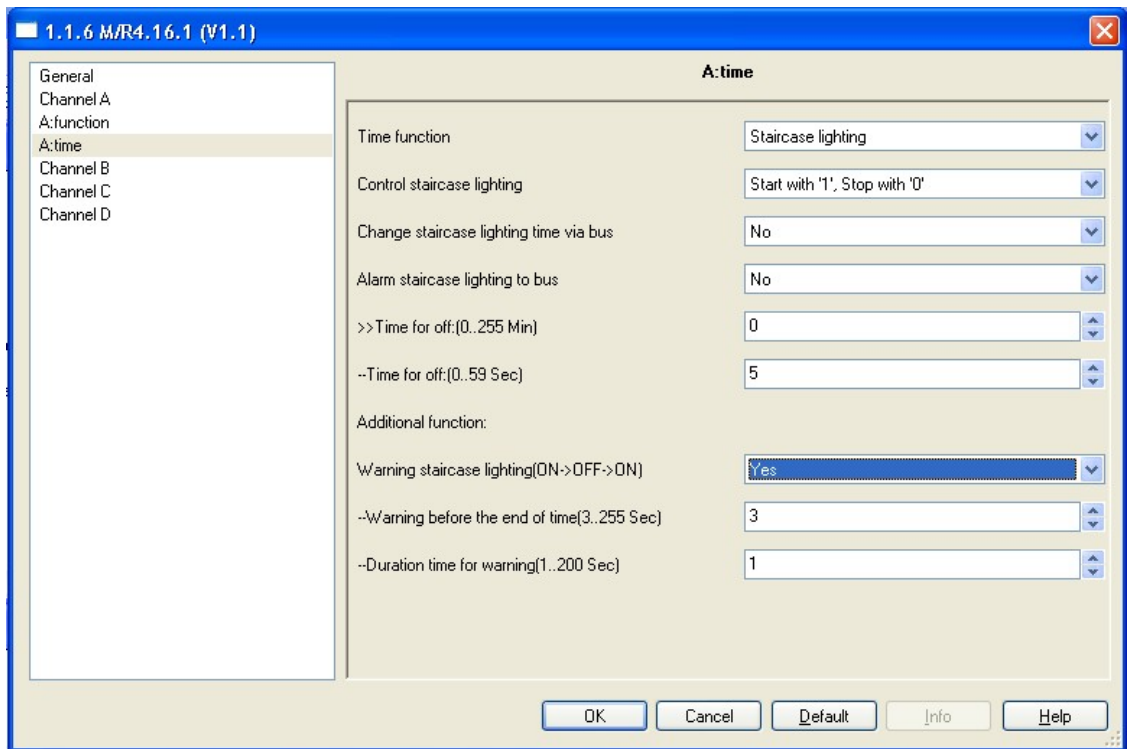 1.1.6 M/R4.16.1 (V1.1)
General
Channel A
A:function
A:time
Channel B
Channel C
Channel D
A:time
Time function
Staircase lighting
Control staircase lighting
Start with '1', Stop with '0'
Change staircase lighting time via bus
No
Alarm staircase lighting to bus
No
>>Time for off:(0..255 Min)
0
--Time for off:(0..59 Sec)
5
Additional function:
Warning staircase lighting(ON->OFF->ON)
Yes
--Warning before the end of time(3..255 Sec)
3
--Duration time for warning(1..200 Sec)
1
OK
Cancel
Default
Info
Help